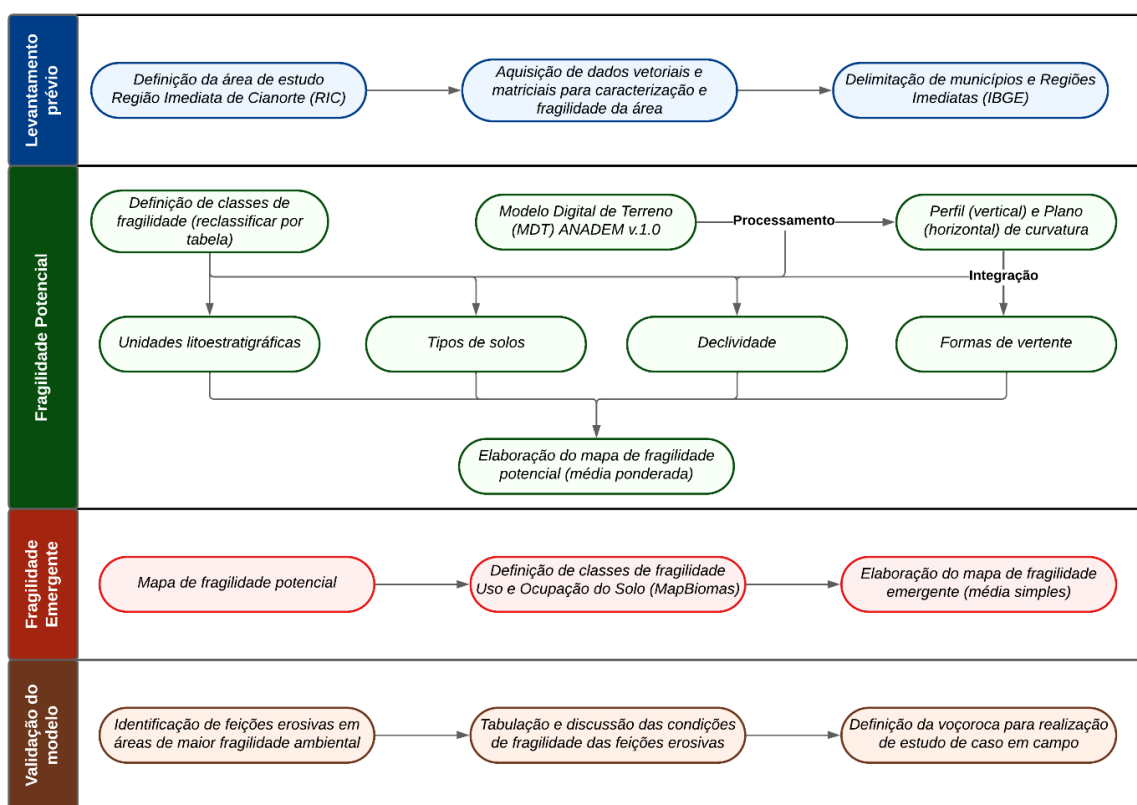 Levantamento
prévio
Definição da área de estudo
Região Imediata de Cianorte (RIC)
Aquisição de dados vetoriais e
matriciais para caracterização e
fragilidade da área
Delimitação de municípios e Regiões
Imediatas (IBGE)
Fragilidade Potencial
Definição de classes de
fragilidade (reclassificar por
tabela)
Modelo Digital de Terreno
(MDT) ANADEM v.1.0
Processamento
Perfil (vertical) e Plano
(horizontal) de curvatura
Integração
Unidades litoestratigráficas
Tipos de solos
Declividade
Formas de vertente
Elaboração do mapa de fragilidade
potencial (média ponderada)
Fragilidade
Emergente
Mapa de fragilidade potencial
Definição de classes de fragilidade
Uso e Ocupação do Solo (MapBiomas)
Elaboração do mapa de fragilidade
emergente (média simples)
Validação do
modelo
Identificação de feições erosivas em
áreas de maior fragilidade ambiental
Tabulação e discussão das condições
de fragilidade das feições erosivas
Definição da voçoroca para realização
de estudo de caso em campo